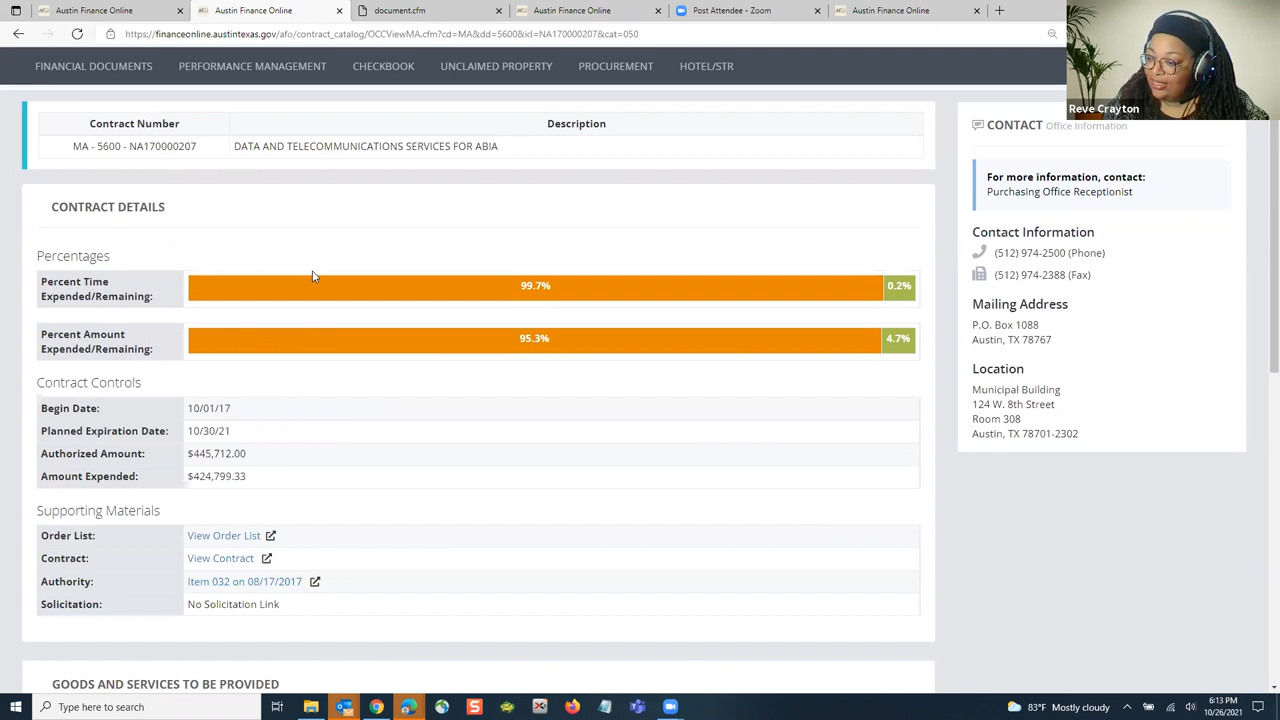 Austin Finance Online
Austin Finance Online
document.cfm
Austin Finance Online
Post Attendee - Zoom
Austin Finance Online
https://financeonline.austintexas.gov/afo/contract_catalog/OCCViewMA.cfm?cd=MA&dd=5600&id=NA170000207&cat=050
FINANCIAL DOCUMENTS
PERFORMANCE MANAGEMENT
CHECKBOOK
UNCLAIMED PROPERTY
PROCUREMENT
HOTEL/STR
Reve Crayton
Contract Number
Description
MA - 5600 - NA170000207
DATA AND TELECOMMUNICATIONS SERVICES FOR ABIA
CONTRACT DETAILS
Percentages
Percent Time
Expended/Remaining:
99.7%
0.2%
Percent Amount
Expended/Remaining:
95.3%
4.7%
Contract Controls
Begin Date:
10/01/17
Planned Expiration Date:
10/30/21
Authorized Amount:
$445,712.00
Amount Expended:
$424,799.33
Supporting Materials
Order List:
View Order List
Contract:
View Contract
Authority:
Item 032 on 08/17/2017
Solicitation:
No Solicitation Link
GOODS AND SERVICES TO BE PROVIDED
CONTACT Office Information
For more information, contact:
Purchasing Office Receptionist
Contact Information
(512) 974-2500 (Phone)
(512) 974-2388 (Fax)
Mailing Address
P.O. Box 1088
Austin, TX 78767
Location
Municipal Building
124 W. 8th Street
Room 308
Austin, TX 78701-2302
Type here to search
83°F Mostly cloudy
6:13 PM
10/26/2021